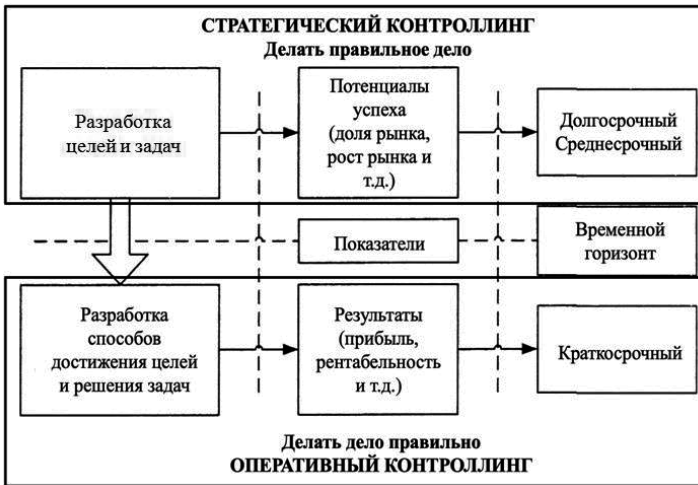 СТРАТЕГИЧЕСКИЙ КОНТРОЛЛИНГ
Делать правильное дело
Разработка
целей и задач
Потенциалы
успеха
(доля рынка,
рост рынка и
т.д.)
Долгосрочный
Среднесрочный
Показатели
Временной
горизонт
Разработка
способов
достижения целей
и решения задач
Результаты
(прибыль,
рентабельность
и т.д.)
Краткосрочный
Делать дело правильно
ОПЕРАТИВНЫЙ КОНТРОЛЛИНГ